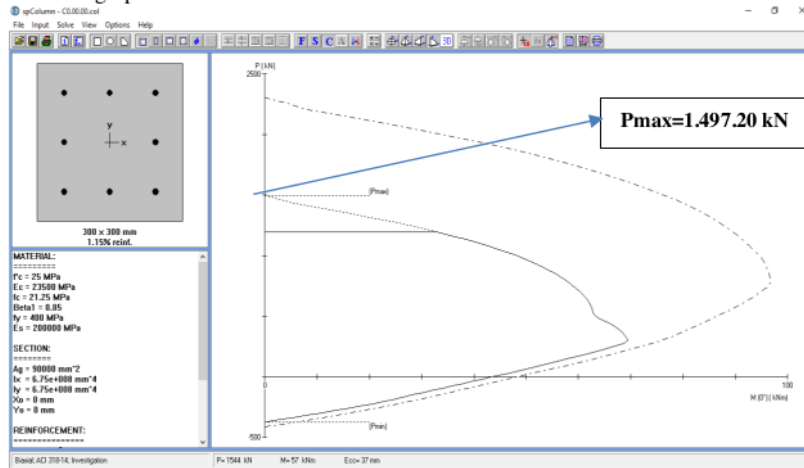 spColumn - C0.00.00.col
File Input Solve View Options Help
F S C
3D
P (kN)
2500
Pmax=1.497.20 kN
y
x
(Pmax)
300 x 300 mm
1.15% reinf.
MATERIAL:
=========
f'c = 25 MPa
Ec = 23500 MPa
fc = 21.25 MPa
Beta1 = 0.85
fy = 400 MPa
Es = 200000 MPa
SECTION:
========
Ag = 90000 mm^2
Ix = 6.75e+008 mm^4
Iy = 6.75e+008 mm^4
Xo = 0 mm
Yo = 0 mm
REINFORCEMENT:
==============
0
100
M (0°) (kNm)
(Pmin)
-500
Biaxial; ACI 318-14; Investigation
P= 1544 kN M= 57 kNm Ecc= 37 mm